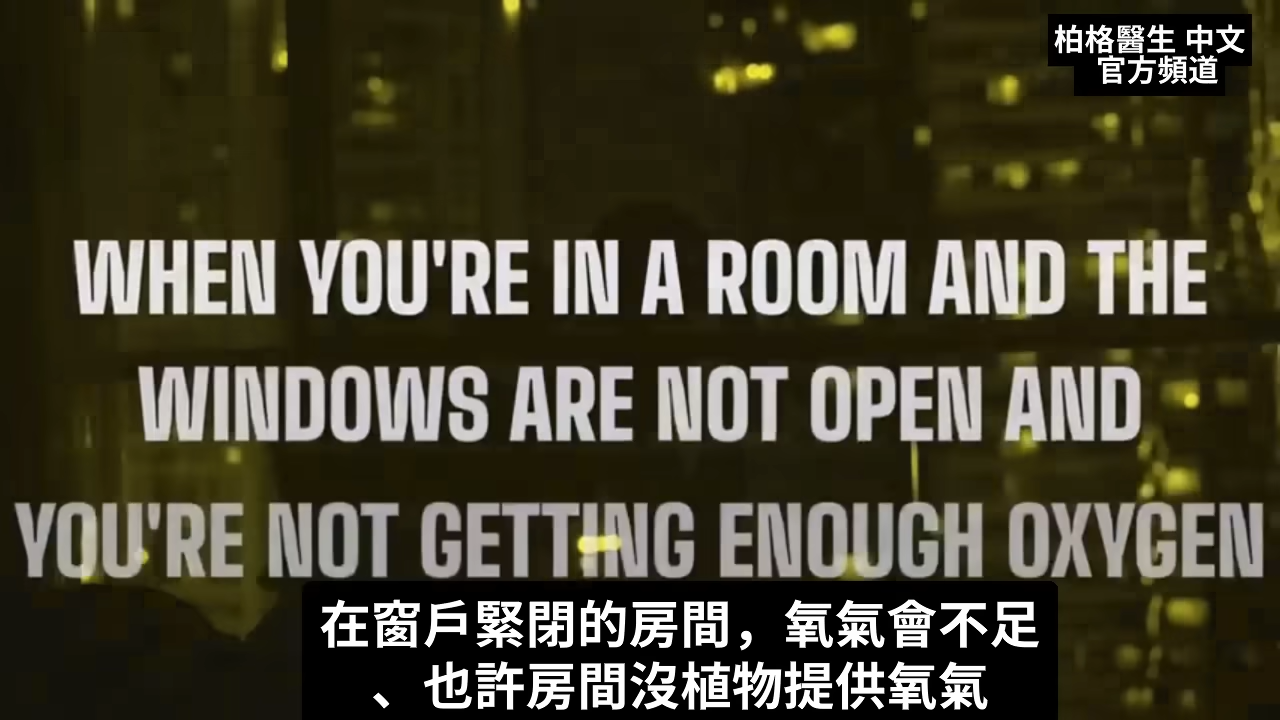 柏格醫生 中文
官方頻道
WHEN YOU'RE IN A ROOM AND THE
WINDOWS ARE NOT OPEN AND
YOU'RE NOT GETTING ENOUGH OXYGEN
在窗戶緊閉的房間，氧氣會不足
、也許房間沒植物提供氧氣